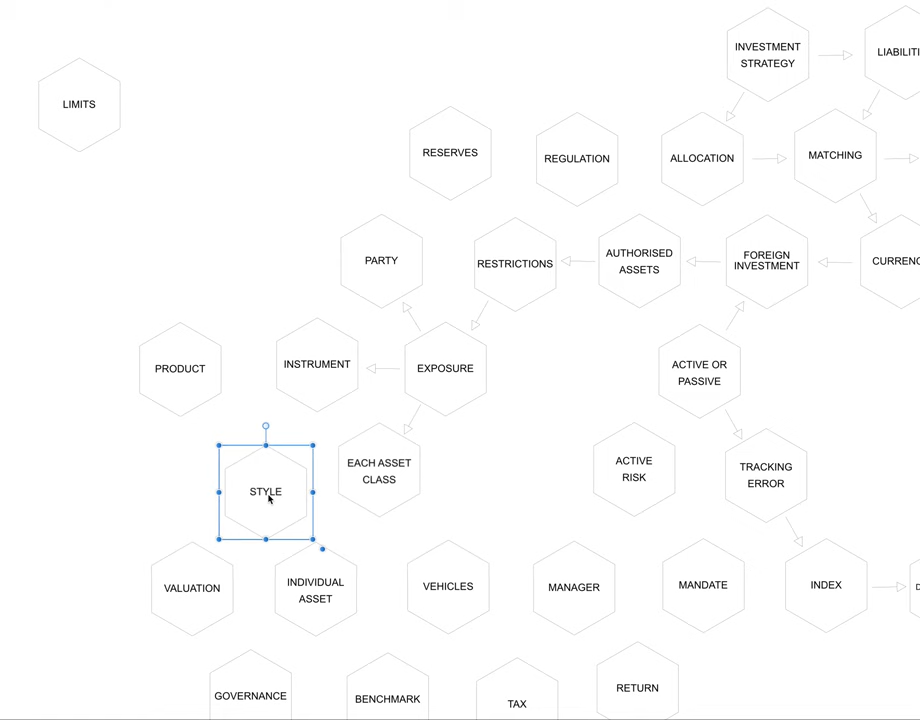 INVESTMENT
STRATEGY
LIABILITI
LIMITS
RESERVES
REGULATION
ALLOCATION
MATCHING
PARTY
RESTRICTIONS
AUTHORISED
ASSETS
FOREIGN
INVESTMENT
CURRENC
PRODUCT
INSTRUMENT
EXPOSURE
ACTIVE OR
PASSIVE
STYLE
EACH ASSET
CLASS
ACTIVE
RISK
TRACKING
ERROR
VALUATION
INDIVIDUAL
ASSET
VEHICLES
MANAGER
MANDATE
INDEX
D
GOVERNANCE
BENCHMARK
TAX
RETURN